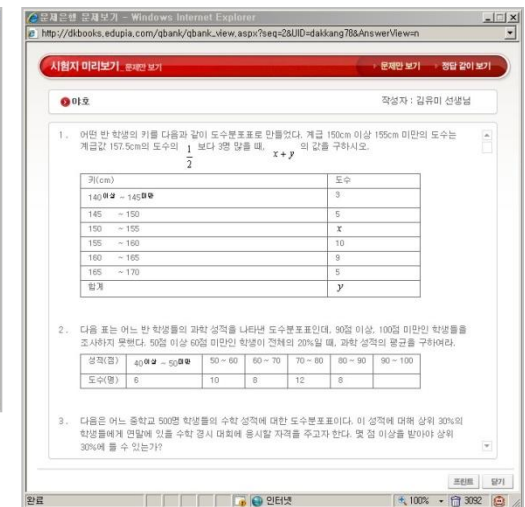 문제은행 문제보기 - Windows Internet Explorer
http://dkbooks.edupia.com/qbank/qbank_view.aspx?seq=2&UID=dakkang78&AnswerView=n
시험지 미리보기 _문제만 보기
문제만 보기 정답 같이 보기
야호
작성자 : 김유미 선생님
1. 어떤 반 학생의 키를 다음과 같이 도수분포표로 만들었다. 계급 150cm 이상 155cm 미만의 도수는
계급값 157.5cm의 도수의 1/2 보다 3명 많을 때, x+y 의 값을 구하시오.
키(cm) 도수
140이상 ~ 145미만 3
145 ~ 150 5
150 ~ 155 x
155 ~ 160 10
160 ~ 165 9
165 ~ 170 5
합계 y
2. 다음 표는 어느 반 학생들의 과학 성적을 나타낸 도수분포표인데, 90점 이상, 100점 미만인 학생들을
조사하지 못했다. 50점 이상 60점 미만인 학생이 전체의 20%일 때, 과학 성적의 평균을 구하여라.
성적(점) 40이상 ~ 50미만 50 ~ 60 60 ~ 70 70 ~ 80 80 ~ 90 90 ~ 100
도수(명) 6 10 8 12 8
3. 다음은 어느 중학교 500명 학생들의 수학 성적에 대한 도수분포표이다. 이 성적에 대해 상위 30%의
학생들에게 연말에 있을 수학 경시 대회에 응시할 자격을 주고자 한다. 몇 점 이상을 받아야 상위
30%에 들 수 있는가?
프린트 닫기
완료 인터넷 100% 3092